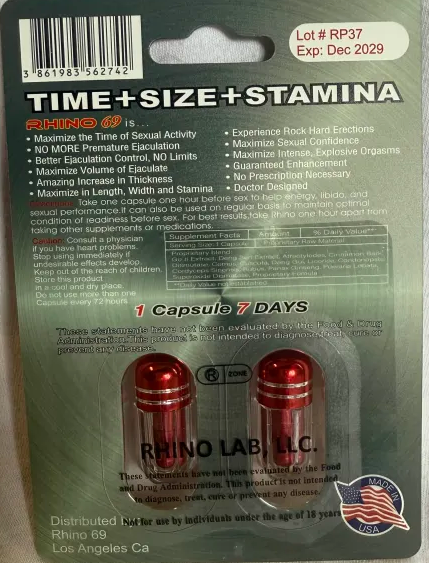 Lot # RP37
Exp: Dec 2029
3 861983 562742
TIME+SIZE+STAMINA
RHINO 69 is...
• Maximize the Time of Sexual Activity
• NO MORE Premature Ejaculation
• Better Ejaculation Control, NO Limits
• Maximize Volume of Ejaculate
• Amazing Increase in Thickness
• Maximize in Length, Width and Stamina
• Experience Rock Hard Erections
• Maximize Sexual Confidence
• Maximize Intense, Explosive Orgasms
• Guaranteed Enhancement
• No Prescription Necessary
• Doctor Designed
Take one capsule one hour before sex to help energy, libido, and
sexual performance.It can also be used on regular basis to maintain optimal
condition of readiness before sex. For best results,take Rhino one hour apart from
taking other supplements or medications.
Caution: Consult a physician
if you have heart problems.
Stop using immediately if
undesirable effects develop.
Keep out of the reach of children.
Store this product
in a cool and dry place.
Do not use more than one
Capsule every 72 hours
Supplement Facts Amount % Daily Value**
Serving Size: 1 Capsule Proprietary Raw Material
Proprietary Blend
**Daily Value not established
1 Capsule 7 DAYS
These statements have not been evaluated by the Food & Drug
Administration.This product is not intended to diagnose,treat,cure or
prevent any disease.
® ZONE
RHINO LAB, LLC.
These statements have not been evaluated by the Food
and Drug Administration. This product is not intended
to diagnose, treat, cure or prevent any disease.
Not for use by individuals under the age of 18 years
Distributed
Rhino 69
Los Angeles Ca
MADE IN
USA